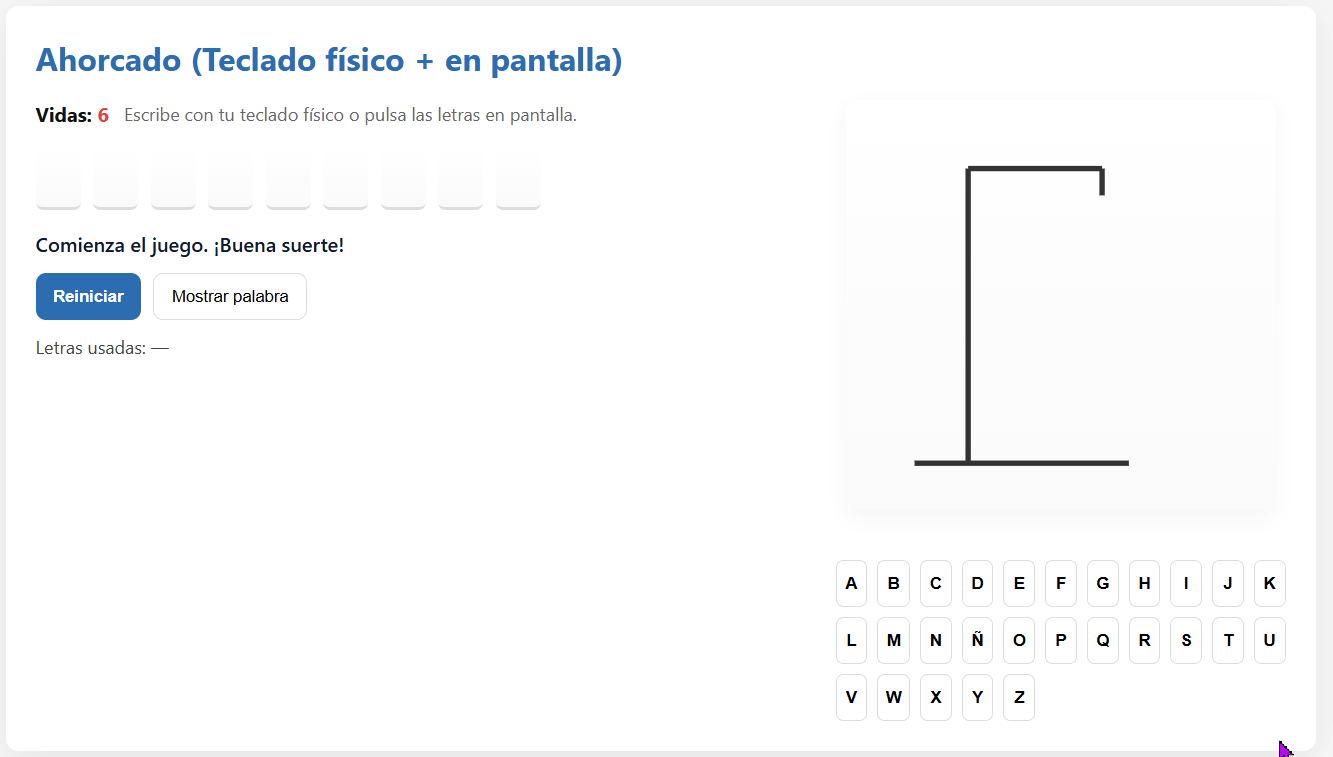 Ahorcado (Teclado físico + en pantalla)
Vidas: 6 Escribe con tu teclado físico o pulsa las letras en pantalla.
Comienza el juego. ¡Buena suerte!
Reiniciar Mostrar palabra
Letras usadas: —
A B C D E F G H I J K
L M N Ñ O P Q R S T U
V W X Y Z